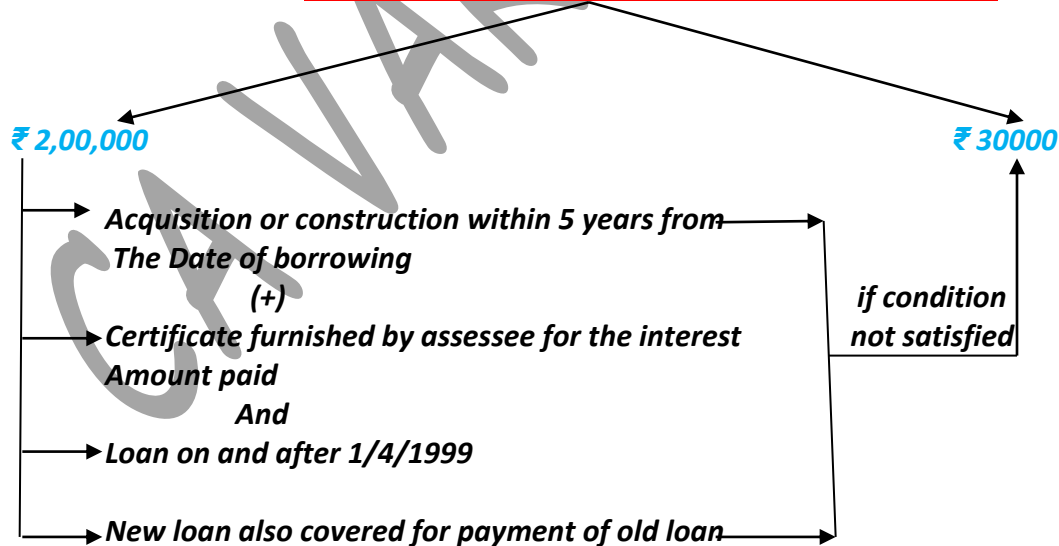 ₹ 2,00,000
₹ 30000
Acquisition or construction within 5 years from
The Date of borrowing
(+)
if condition
not satisfied
Certificate furnished by assessee for the interest
Amount paid
And
Loan on and after 1/4/1999
New loan also covered for payment of old loan
CA VA